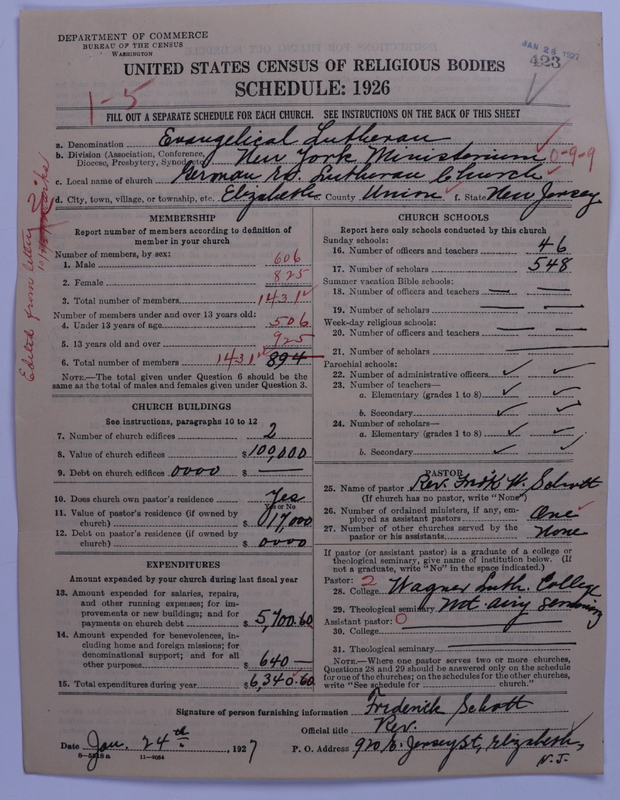 DEPARTMENT OF COMMERCE
BUREAU OF THE CENSUS
WASHINGTON
JAN 26 1927
423
UNITED STATES CENSUS OF RELIGIOUS BODIES
SCHEDULE: 1926
1-5
FILL OUT A SEPARATE SCHEDULE FOR EACH CHURCH. SEE INSTRUCTIONS ON THE BACK OF THIS SHEET
a. Denomination Evangelical Lutheran
b. Division (Association, Conference, Diocese, Presbytery, Synod, etc.) New York Ministerium 0-9-9
c. Local name of church German Ev. Lutheran Church
d. City, town, village, or township, etc. Elizabeth County Union f. State New Jersey
Edited from letter
MEMBERSHIP
Report number of members according to definition of
member in your church
Number of members, by sex:
1. Male 606
2. Female 825
3. Total number of members 1431
Number of members under and over 13 years old:
4. Under 13 years of age 506
5. 13 years old and over 925
6. Total number of members 1431 894
NOTE.—The total given under Question 6 should be the
same as the total of males and females given under Question 3.
CHURCH BUILDINGS
See instructions, paragraphs 10 to 12
7. Number of church edifices 2
8. Value of church edifices $100,000
9. Debt on church edifices 0000 $ —
10. Does church own pastor's residence Yes
Yes or No
11. Value of pastor's residence (if owned by
church) $17,000
12. Debt on pastor's residence (if owned by
church) $0000
EXPENDITURES
Amount expended by your church during last fiscal year
13. Amount expended for salaries, repairs,
and other running expenses; for im-
provements or new buildings; and for
payments on church debt $5,700.60
14. Amount expended for benevolences, in-
cluding home and foreign missions; for
denominational support; and for all
other purposes $640 —
15. Total expenditures during year $6,340.60
CHURCH SCHOOLS
Report here only schools conducted by this church
Sunday schools:
16. Number of officers and teachers 46
17. Number of scholars 548
Summer vacation Bible schools:
18. Number of officers and teachers —
19. Number of scholars —
Week-day religious schools:
20. Number of officers and teachers —
21. Number of scholars —
Parochial schools:
22. Number of administrative officers
23. Number of teachers—
a. Elementary (grades 1 to 8)
b. Secondary
24. Number of scholars—
a. Elementary (grades 1 to 8)
b. Secondary
PASTOR
25. Name of pastor Rev. Fredk W. Schott
(If church has no pastor, write "None")
26. Number of ordained ministers, if any, em-
ployed as assistant pastors One
27. Number of other churches served by the
pastor or his assistants None
If pastor (or assistant pastor) is a graduate of a college or
theological seminary, give name of institution below. (If
not a graduate, write "No" in the space indicated.)
Pastor: 2
28. College Wagner Luth. College
29. Theological seminary not any seminary
Assistant pastor: 0
30. College
31. Theological seminary
NOTE.—Where one pastor serves two or more churches,
Questions 28 and 29 should be answered only on the schedule
for one of the churches; on the schedules for the other churches,
write "See schedule for church."
Signature of person furnishing information Frederick Schott
Official title Rev.
Date Jan. 24th, 1927 P. O. Address 920 E. Jersey St, Elizabeth, N.J.
11-9054